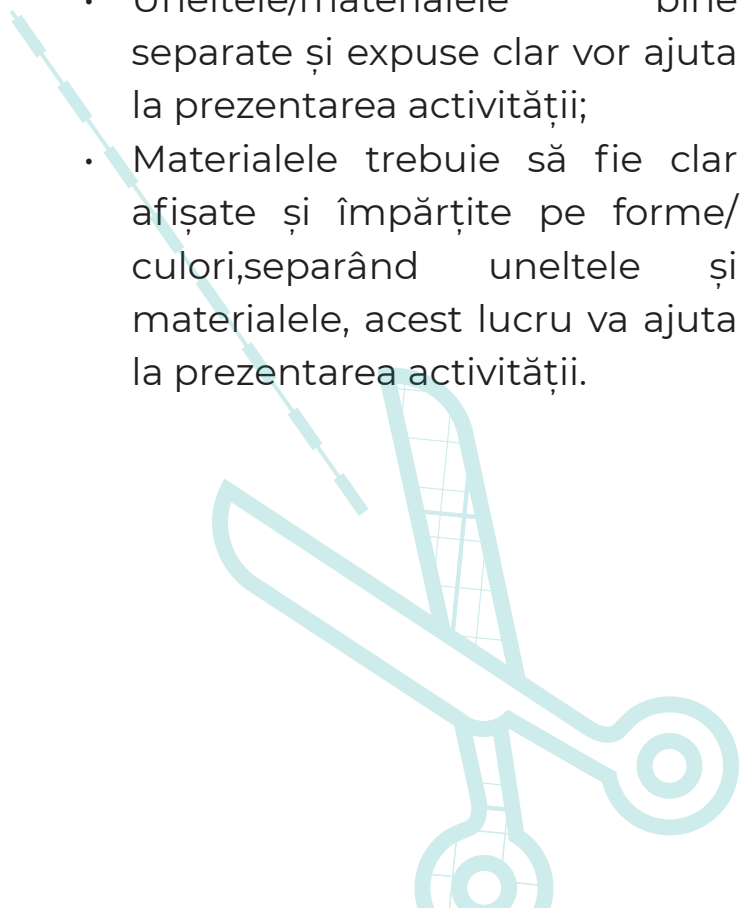 • Uneltele/materialele bine
separate și expuse clar vor ajuta
la prezentarea activității;
• Materialele trebuie să fie clar
afișate și împărțite pe forme/
culori,separând uneltele și
materialele, acest lucru va ajuta
la prezentarea activității.